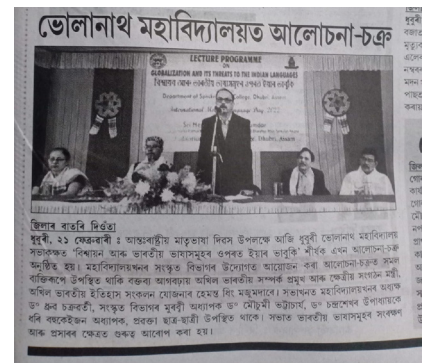 ভোলানাথ মহাবিদ্যালয়ত আলোচনা-চক্ৰ
LECTURE PROGRAMME
ON
GLOBALIZATION AND ITS THREATS TO THE INDIAN LANGUAGES
Department of
International
জিলাৰ বাতৰি দিওঁতা
ধুবুৰী, ২১ ফেব্ৰুৱাৰী : আন্তঃৰাষ্ট্ৰীয় মাতৃভাষা দিৱস উপলক্ষে আজি ধুবুৰী ভোলানাথ মহাবিদ্যালয়
সভাকক্ষত ‘বিশ্বায়ন আৰু ভাৰতীয় ভাষাসমূহৰ ওপৰত ইয়াৰ ভাবুকি’ শীৰ্ষক এখন আলোচনা-চক্ৰ
অনুষ্ঠিত হয়। মহাবিদ্যালয়খনৰ সংস্কৃত বিভাগৰ উদ্যোগত আয়োজন কৰা আলোচনা-চক্ৰত সমল
ব্যক্তিৰূপে উপস্থিত থাকি বক্তব্য আগবঢ়ায় অখিল ভাৰতীয় সম্পৰ্ক প্ৰমুখ আৰু ক্ষেত্ৰীয় সংগঠন মন্ত্ৰী,
অখিল ভাৰতীয় ইতিহাস সংকলন যোজনাৰ হেমন্ত ধিং মজুমদাৰে। সভাখনত মহাবিদ্যালয়খনৰ অধ্যক্ষ
ড° ধ্ৰুব চক্ৰৱৰ্তী, সংস্কৃত বিভাগৰ মুৰব্বী অধ্যাপক ড° মৌচুমী ভট্টাচাৰ্য, ড° চন্দ্ৰশেখৰ উপাধ্যায়কে
ধৰি বহুকেইজন অধ্যাপক, প্ৰবক্তা ছাত্ৰ-ছাত্ৰী উপস্থিত থাকে। সভাত ভাৰতীয় ভাষাসমূহৰ সংৰক্ষণ
আৰু প্ৰসাৰৰ ক্ষেত্ৰত গুৰুত্ব আৰোপ কৰা হয়।